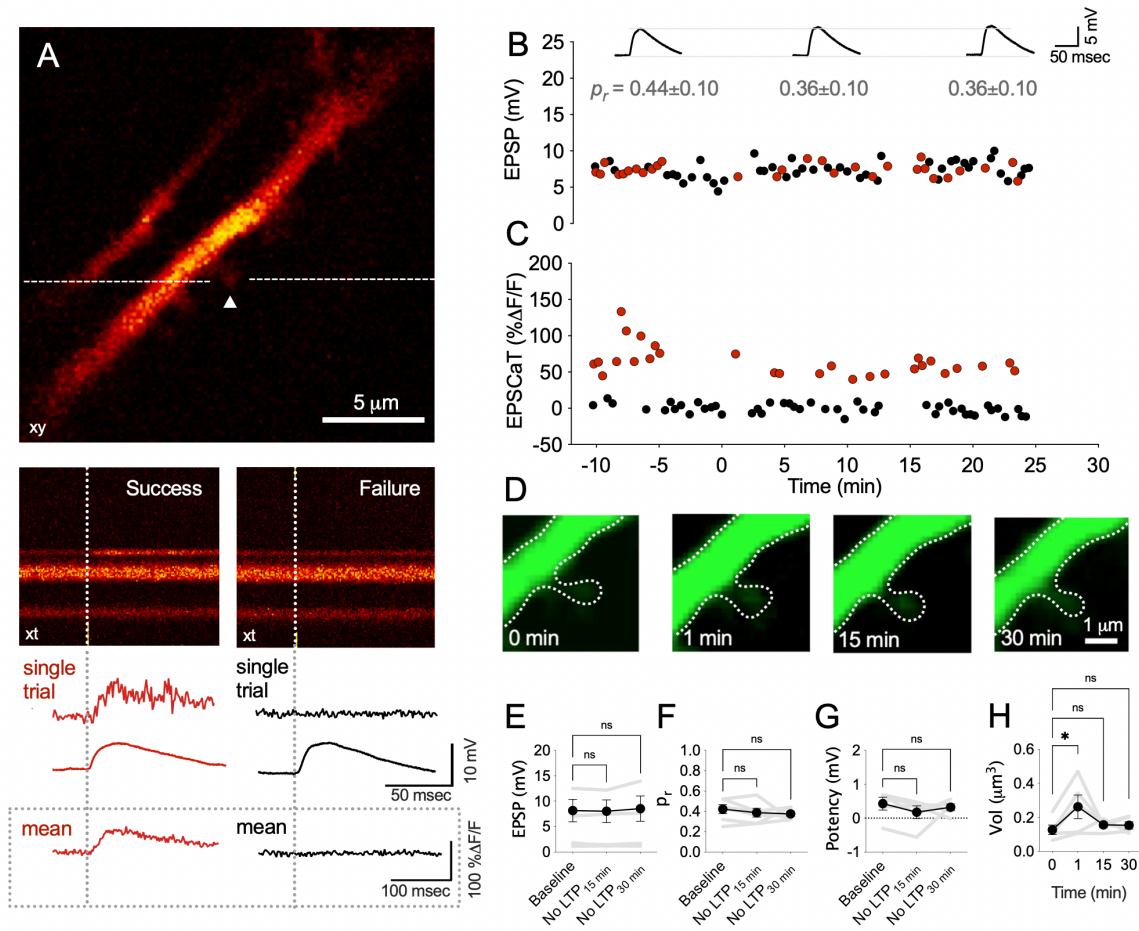 A
5 μm
xy
Success
Failure
xt
xt
single
trial
single
trial
10 mV
50 msec
mean
mean
100 %ΔF/F
100 msec
B
25
20
15
10
5
0
EPSP (mV)
5 mV
50 msec
pr = 0.44±0.10
0.36±0.10
0.36±0.10
C
200
150
100
50
0
-50
EPSCaT (%ΔF/F)
-10 -5 0 5 10 15 20 25 30
Time (min)
D
0 min
1 min
15 min
30 min
1 μm
E
ns
ns
20
15
10
5
0
EPSP (mV)
Baseline
No LTP 15 min
No LTP 30 min
F
ns
ns
1.0
0.8
0.6
0.4
0.2
0.0
pr
Baseline
No LTP 15 min
No LTP 30 min
G
ns
ns
2
1
0
-1
Potency (mV)
Baseline
No LTP 15 min
No LTP 30 min
H
ns
ns
*
0.6
0.4
0.2
0.0
Vol (μm³)
0 1 15 30
Time (min)